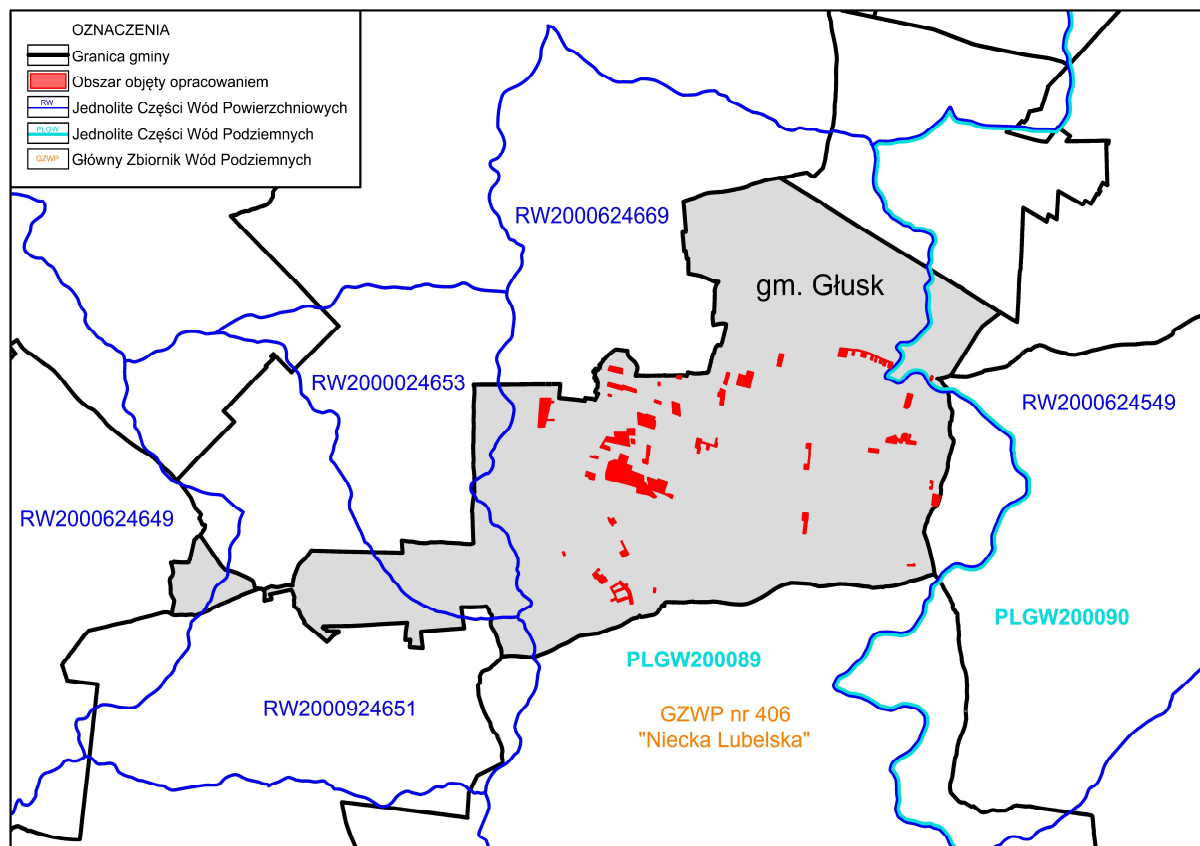 OZNACZENIA
Granica gminy
Obszar objęty opracowaniem
RW Jednolite Części Wód Powierzchniowych
PLGW Jednolite Części Wód Podziemnych
GZWP Główny Zbiornik Wód Podziemnych
RW2000624669
gm. Głusk
RW2000024653
RW2000624549
RW2000624649
PLGW200090
PLGW200089
RW2000924651
GZWP nr 406
"Niecka Lubelska"